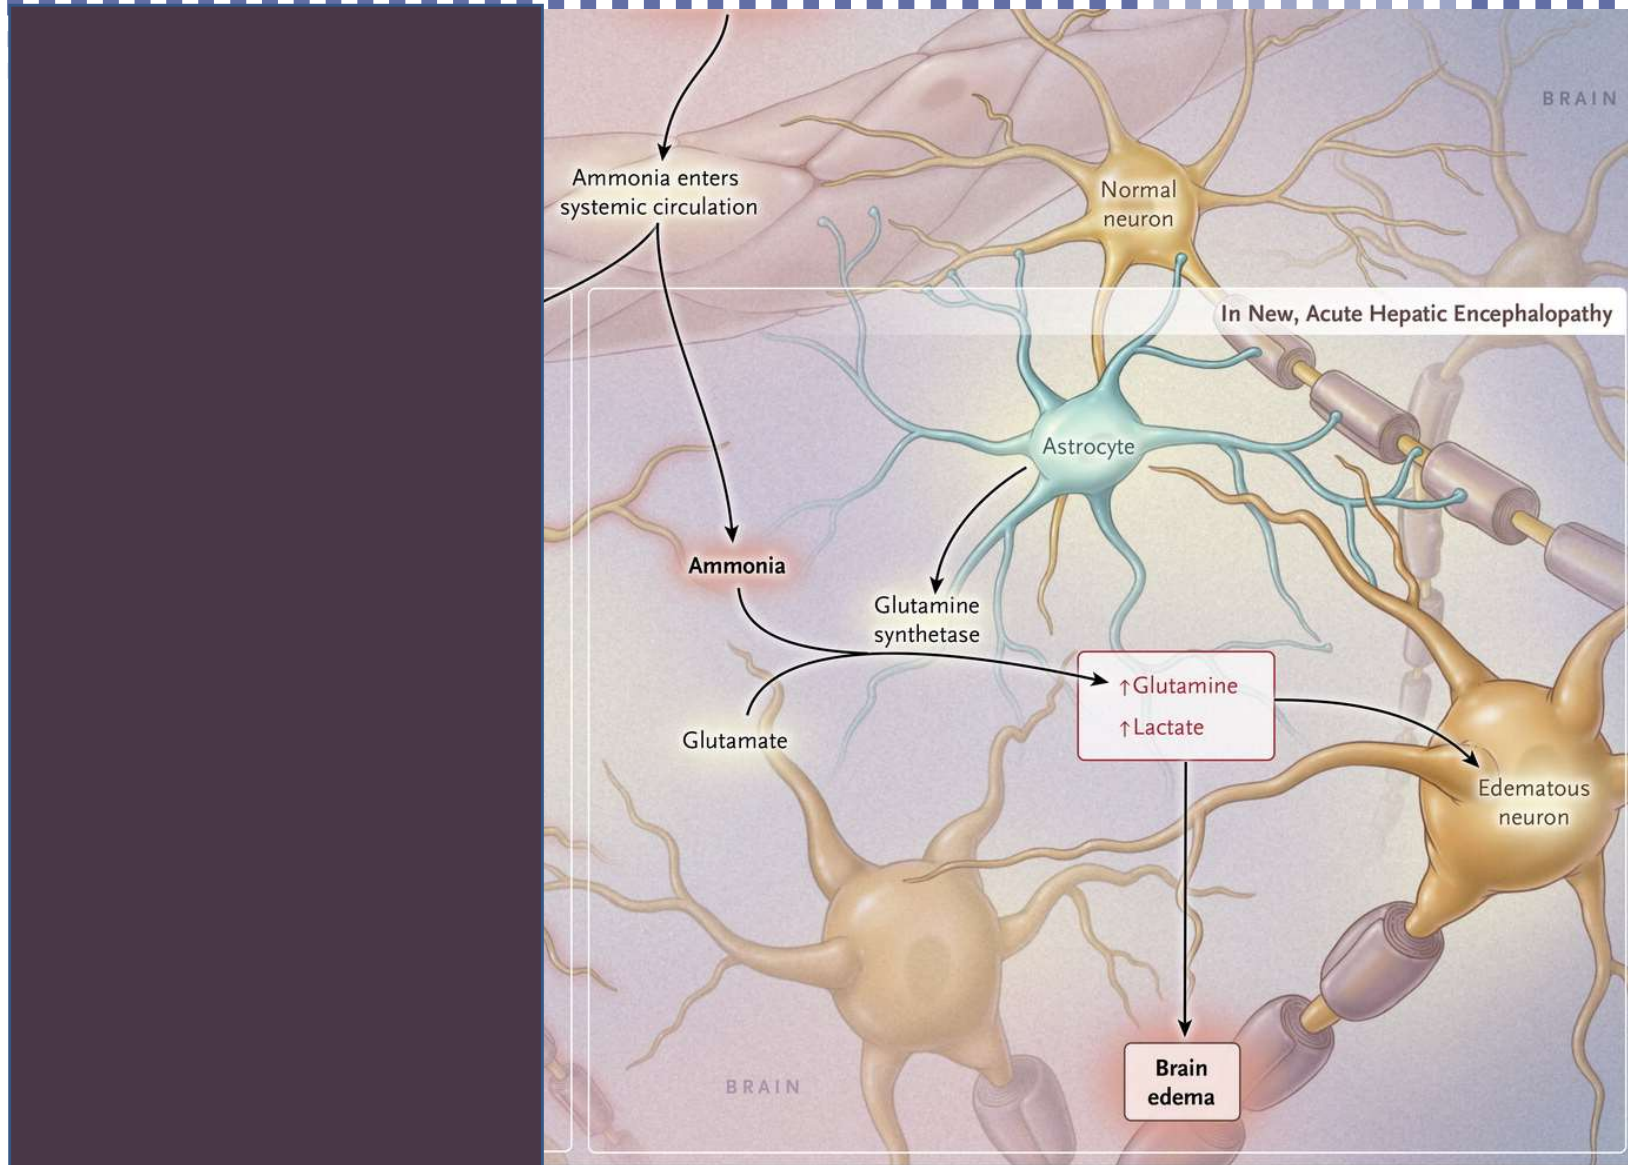 BRAIN
Ammonia enters
systemic circulation
Normal
neuron
In New, Acute Hepatic Encephalopathy
Astrocyte
Ammonia
Glutamine
synthetase
↑Glutamine
↑Lactate
Glutamate
Edematous
neuron
Brain
edema
BRAIN